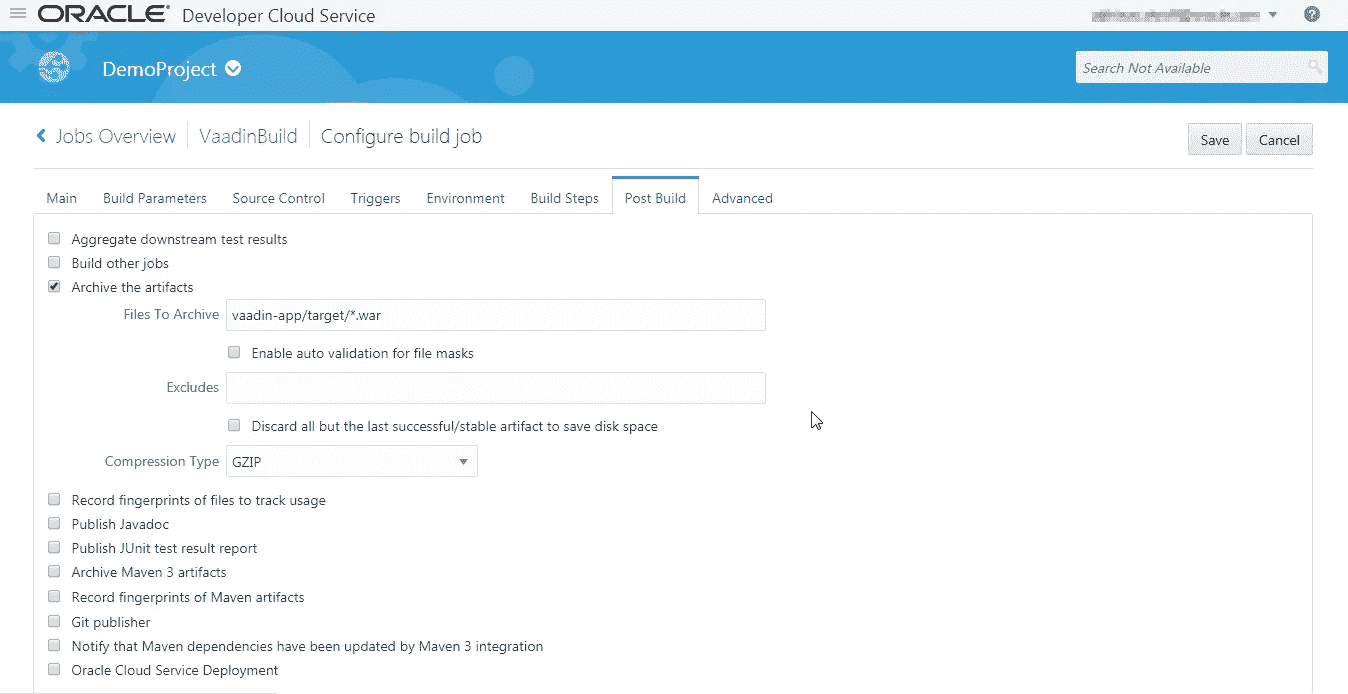 ORACLE® Developer Cloud Service
DemoProject
Search Not Available
Jobs Overview VaadinBuild Configure build job
Save Cancel
Main Build Parameters Source Control Triggers Environment Build Steps Post Build Advanced
Aggregate downstream test results
Build other jobs
Archive the artifacts
Files To Archive vaadin-app/target/*.war
Enable auto validation for file masks
Excludes
Discard all but the last successful/stable artifact to save disk space
Compression Type GZIP
Record fingerprints of files to track usage
Publish Javadoc
Publish JUnit test result report
Archive Maven 3 artifacts
Record fingerprints of Maven artifacts
Git publisher
Notify that Maven dependencies have been updated by Maven 3 integration
Oracle Cloud Service Deployment